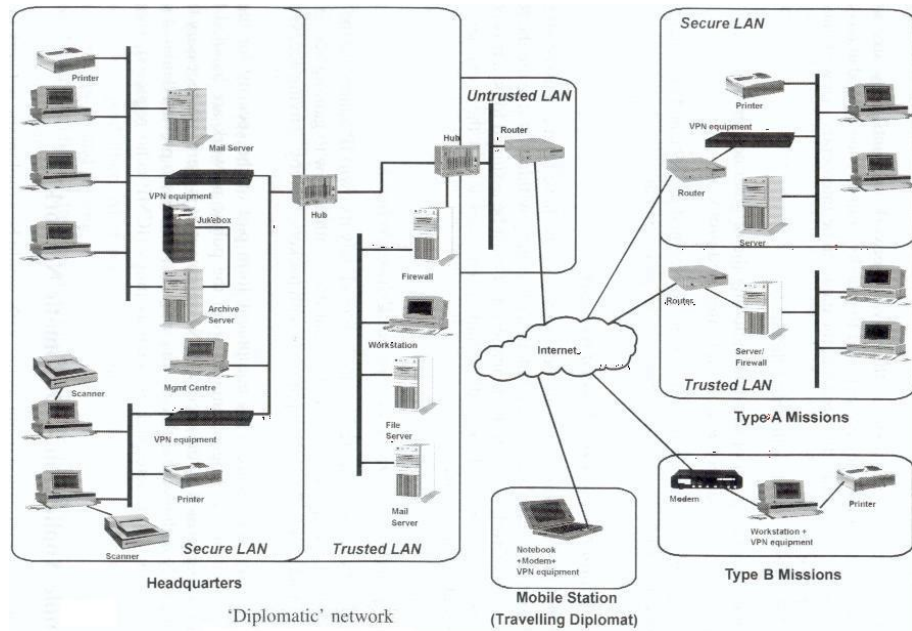 Printer
Mail Server
VPN equipment
Jukebox
Archive
Server
Mgmt Centre
Scanner
VPN equipment
Printer
Scanner
Secure LAN
Headquarters
Hub
Hub
Firewall
Workstation
File
Server
Mail
Server
Trusted LAN
Untrusted LAN
Router
Internet
Secure LAN
Printer
VPN equipment
Router
Server
Router
Server/
Firewall
Trusted LAN
Type A Missions
Modem
Printer
Workstation +
VPN equipment
Type B Missions
Notebook
+Modem+
VPN equipment
Mobile Station
(Travelling Diplomat)
'Diplomatic' network